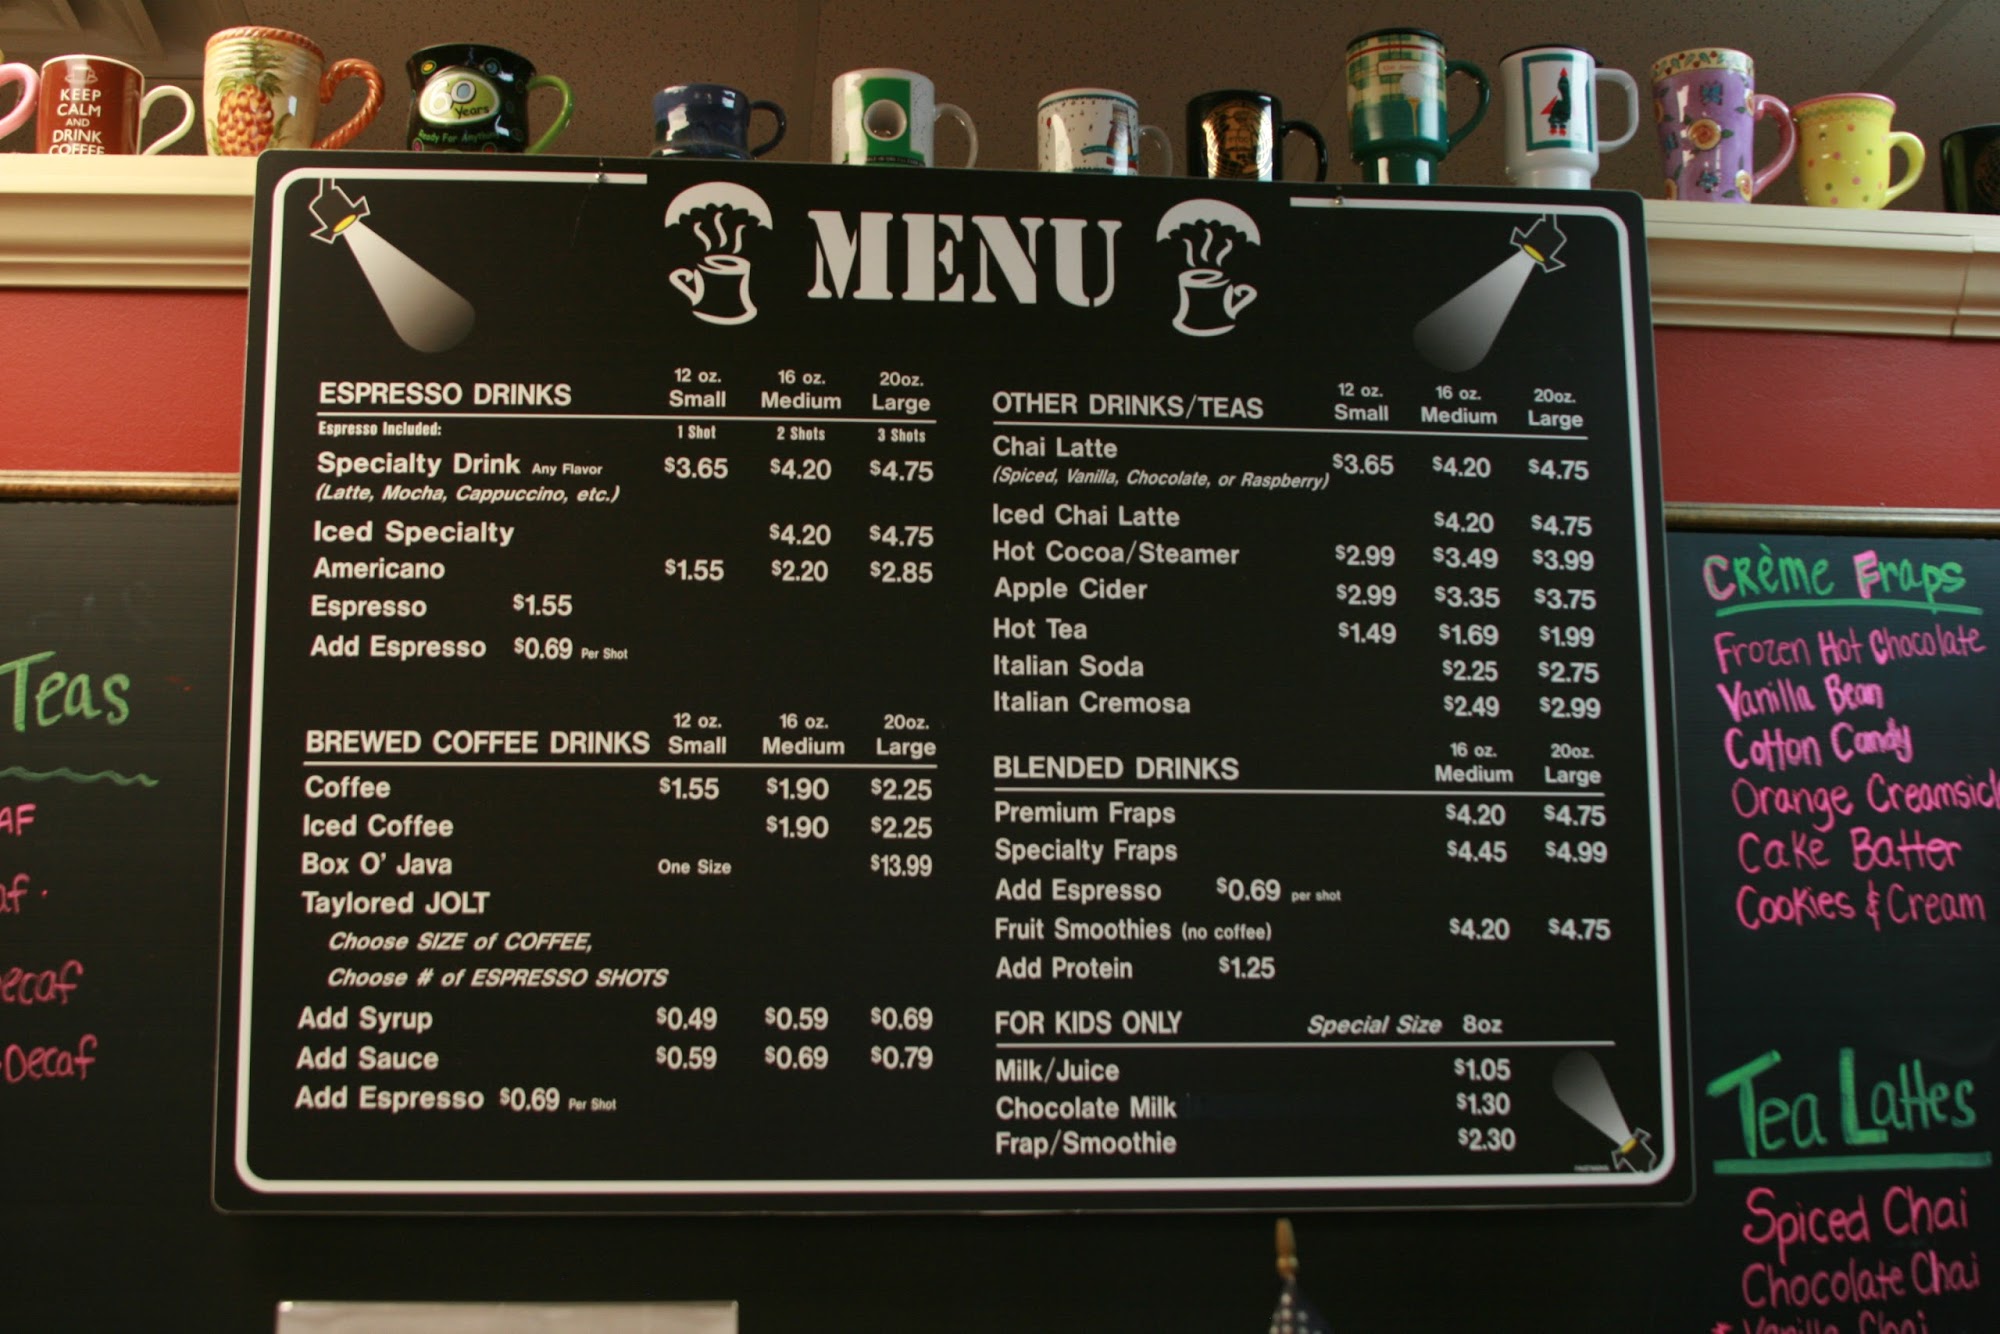 KEEP
CALM
AND
DRINK
COFFEE
60
Years
Ready For Anything
MENU
ESPRESSO DRINKS 12 oz. Small 16 oz. Medium 20oz. Large
Espresso Included: 1 Shot 2 Shots 3 Shots
Specialty Drink Any Flavor $3.65 $4.20 $4.75
(Latte, Mocha, Cappuccino, etc.)
Iced Specialty $4.20 $4.75
Americano $1.55 $2.20 $2.85
Espresso $1.55
Add Espresso $0.69 Per Shot
BREWED COFFEE DRINKS 12 oz. Small 16 oz. Medium 20oz. Large
Coffee $1.55 $1.90 $2.25
Iced Coffee $1.90 $2.25
Box O' Java One Size $13.99
Taylored JOLT
Choose SIZE of COFFEE,
Choose # of ESPRESSO SHOTS
Add Syrup $0.49 $0.59 $0.69
Add Sauce $0.59 $0.69 $0.79
Add Espresso $0.69 Per Shot
OTHER DRINKS/TEAS 12 oz. Small 16 oz. Medium 20oz. Large
Chai Latte $3.65 $4.20 $4.75
(Spiced, Vanilla, Chocolate, or Raspberry)
Iced Chai Latte $4.20 $4.75
Hot Cocoa/Steamer $2.99 $3.49 $3.99
Apple Cider $2.99 $3.35 $3.75
Hot Tea $1.49 $1.69 $1.99
Italian Soda $2.25 $2.75
Italian Cremosa $2.49 $2.99
BLENDED DRINKS 16 oz. Medium 20oz. Large
Premium Fraps $4.20 $4.75
Specialty Fraps $4.45 $4.99
Add Espresso $0.69 per shot
Fruit Smoothies (no coffee) $4.20 $4.75
Add Protein $1.25
FOR KIDS ONLY Special Size 8oz
Milk/Juice $1.05
Chocolate Milk $1.30
Frap/Smoothie $2.30
Teas
AF
af.
ecaf
Decaf
Crème Fraps
Frozen Hot Chocolate
Vanilla Bean
Cotton Candy
Orange Creamsicl
Cake Batter
Cookies & Cream
Tea Lattes
Spiced Chai
Chocolate Chai
Vanilla Chai